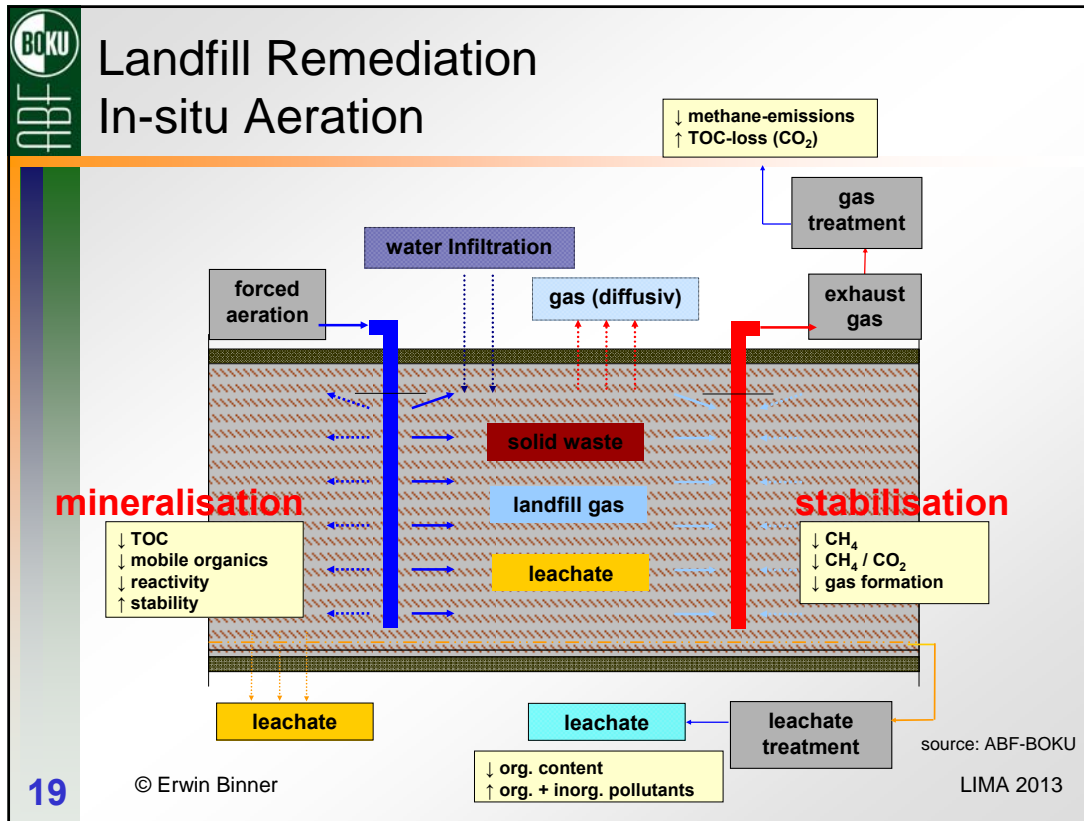 BOKU
ABF
Landfill Remediation
In-situ Aeration
↓ methane-emissions
↑ TOC-loss (CO₂)
gas
treatment
water Infiltration
forced
aeration
gas (diffusiv)
exhaust
gas
solid waste
mineralisation
landfill gas
stabilisation
↓ TOC
↓ mobile organics
↓ reactivity
↑ stability
↓ CH₄
↓ CH₄ / CO₂
↓ gas formation
leachate
leachate
leachate
leachate
treatment
source: ABF-BOKU
↓ org. content
↑ org. + inorg. pollutants
19
© Erwin Binner
LIMA 2013